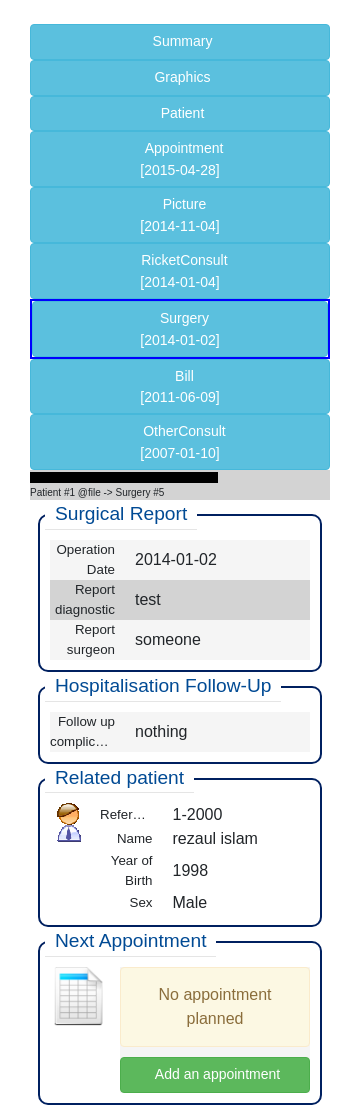 Summary
Graphics
Patient
Appointment
[2015-04-28]
Picture
[2014-11-04]
RicketConsult
[2014-01-04]
Surgery
[2014-01-02]
Bill
[2011-06-09]
OtherConsult
[2007-01-10]
Patient #1 @file -> Surgery #5
Surgical Report
Operation Date 2014-01-02
Report diagnostic test
Report surgeon someone
Hospitalisation Follow-Up
Follow up complic… nothing
Related patient
Refer… 1-2000
Name rezaul islam
Year of Birth 1998
Sex Male
Next Appointment
No appointment
planned
Add an appointment